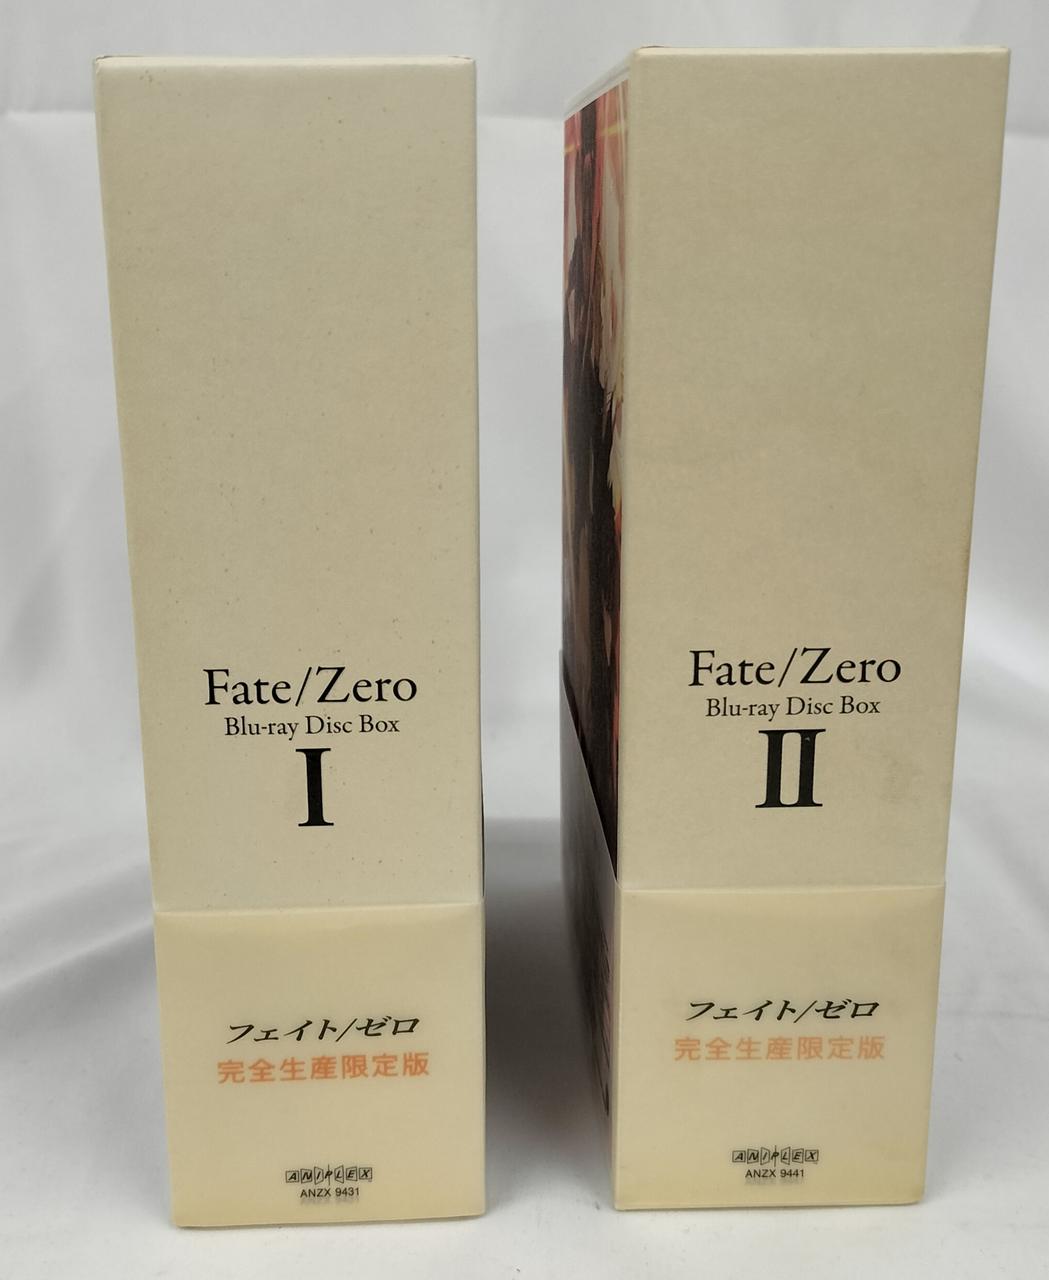 Fate/Zero
Blu-ray Disc Box
I
フェイト/ゼロ
完全生産限定版
ANIPLEX
ANZX 9431
Fate/Zero
Blu-ray Disc Box
II
フェイト/ゼロ
完全生産限定版
ANIPLEX
ANZX 9441